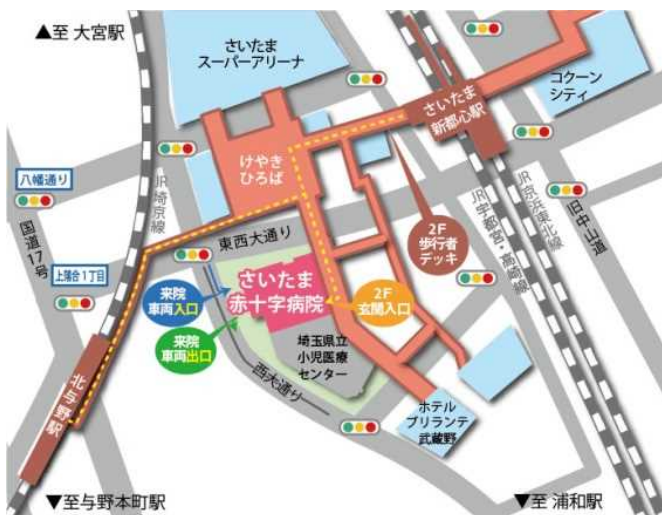 ▲至 大宮駅
さいたま
スーパーアリーナ
コクーン
シティ
さいたま
新都心駅
けやき
ひろば
八幡通り
国道17号
JR埼京線
上落合1丁目
東西大通り
2F
歩行者
デッキ
JR宇都宮・高崎線
JR京浜東北線
旧中山道
来院
車両入口
さいたま
赤十字病院
2F
玄関入口
来院
車両出口
埼玉県立
小児医療
センター
西大通り
北与野駅
ホテル
ブリランテ
武蔵野
▼至与野本町駅
▼至 浦和駅